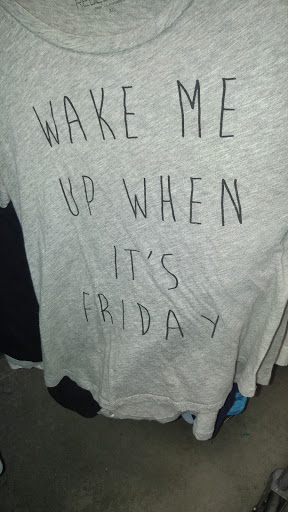 WAKE ME
UP WHEN
IT'S
FRIDAY